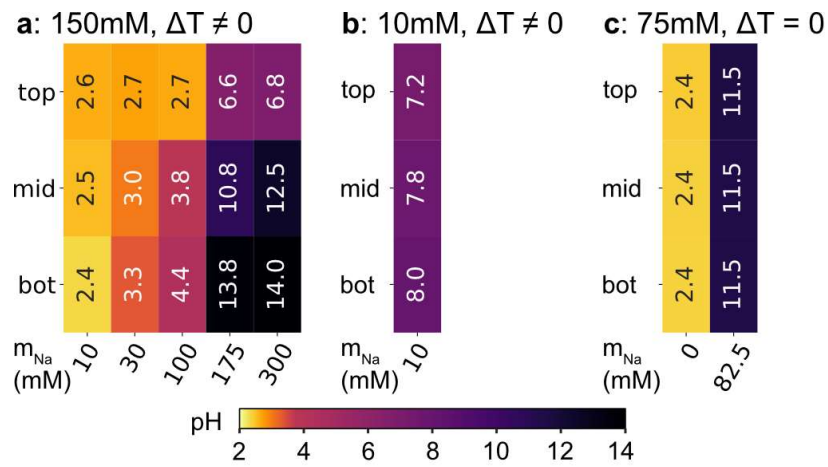 a: 150mM, ΔT ≠ 0
b: 10mM, ΔT ≠ 0
c: 75mM, ΔT = 0
top 2.6 2.7 2.7 6.6 6.8
mid 2.5 3.0 3.8 10.8 12.5
bot 2.4 3.3 4.4 13.8 14.0
m_Na (mM) 10 30 100 175 300
top 7.2
mid 7.8
bot 8.0
m_Na (mM) 10
top 2.4 11.5
mid 2.4 11.5
bot 2.4 11.5
m_Na (mM) 0 82.5
pH
2 4 6 8 10 12 14